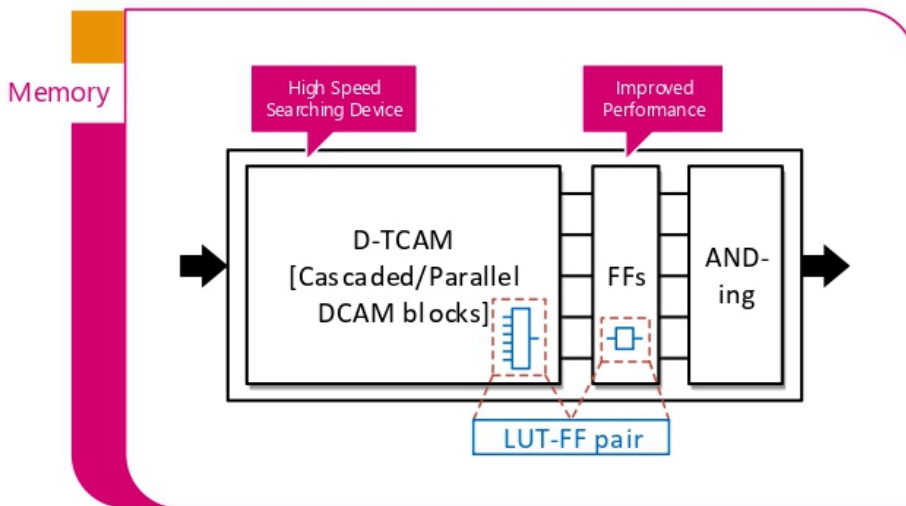 Memory
High Speed
Searching Device
Improved
Performance
D-TCAM
[Cascaded/Parallel
DCAM blocks]
FFs
AND-
ing
LUT-FF pair